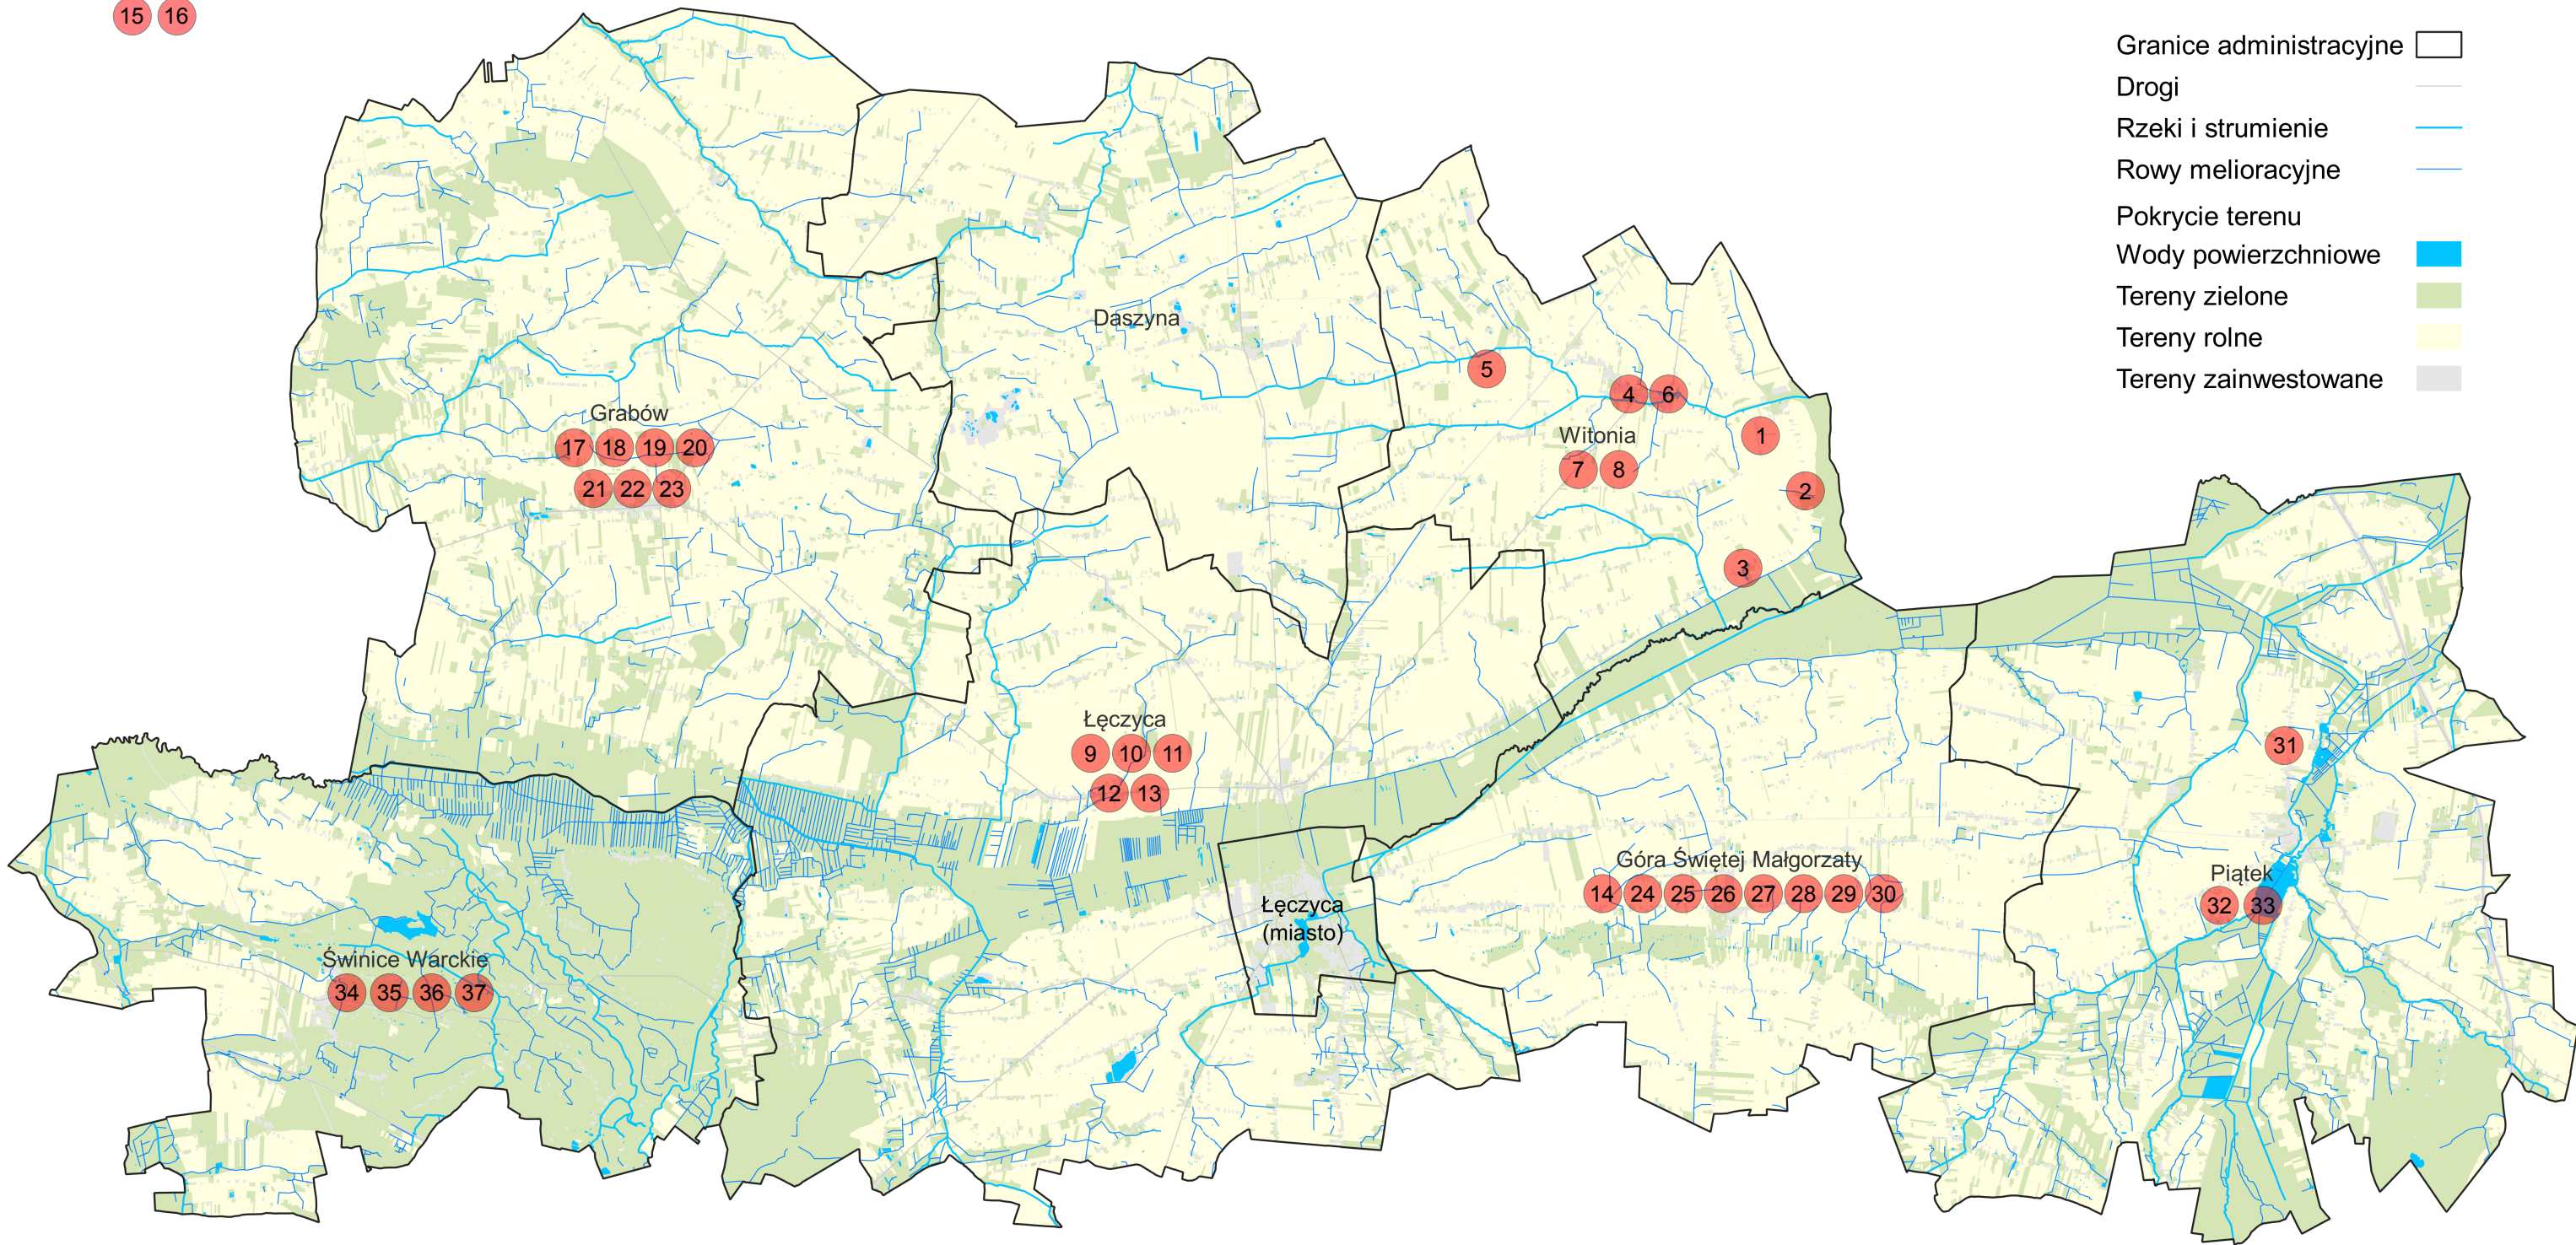 15 16
Granice administracyjne
Drogi
Rzeki i strumienie
Rowy melioracyjne
Pokrycie terenu
Wody powierzchniowe
Tereny zielone
Tereny rolne
Tereny zainwestowane
Daszyna
5
4 6
Grabów
17 18 19 20
21 22 23
Witonia
1
7 8
2
3
Łęczyca
9 10 11
12 13
31
Góra Świętej Małgorzaty
14 24 25 26 27 28 29 30
Piątek
32 33
Łęczyca
(miasto)
Świnice Warckie
34 35 36 37